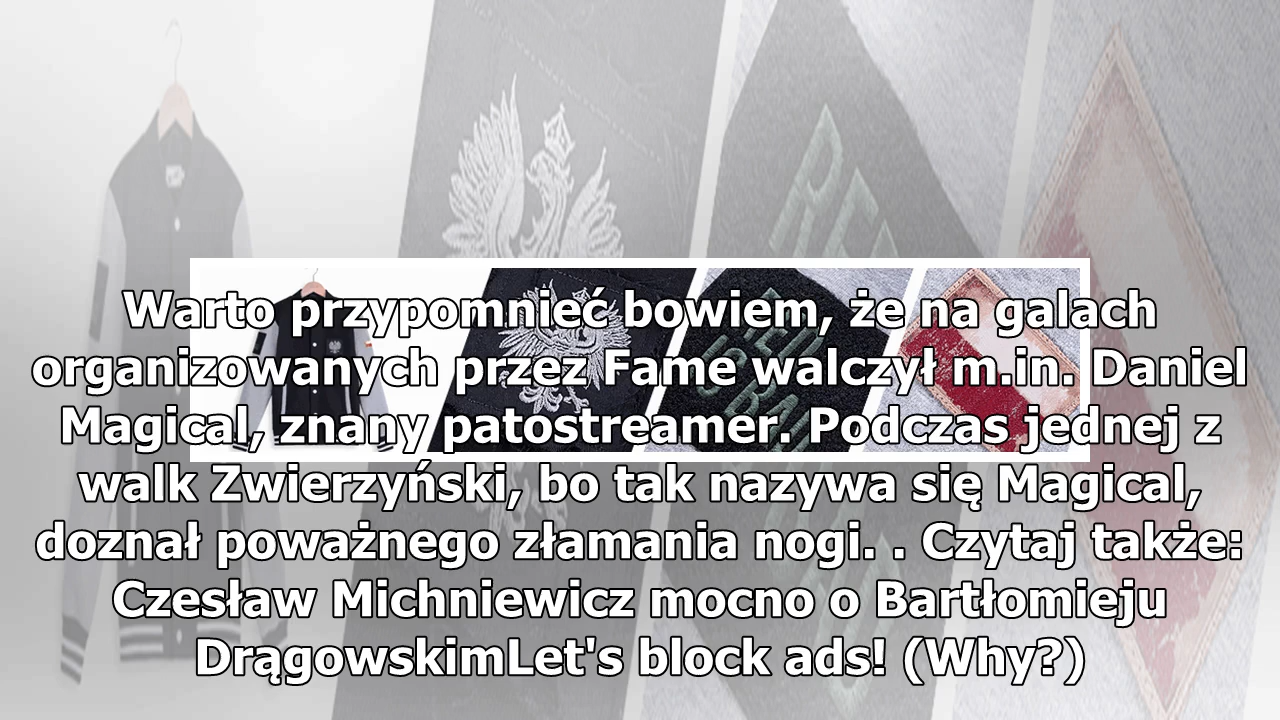 Warto przypomnieć bowiem, że na galach
organizowanych przez Fame walczył m.in. Daniel
Magical, znany patostreamer. Podczas jednej z
walk Zwierzyński, bo tak nazywa się Magical,
doznał poważnego złamania nogi. . Czytaj także:
Czesław Michniewicz mocno o Bartłomieju
DrągowskimLet's block ads! (Why?)